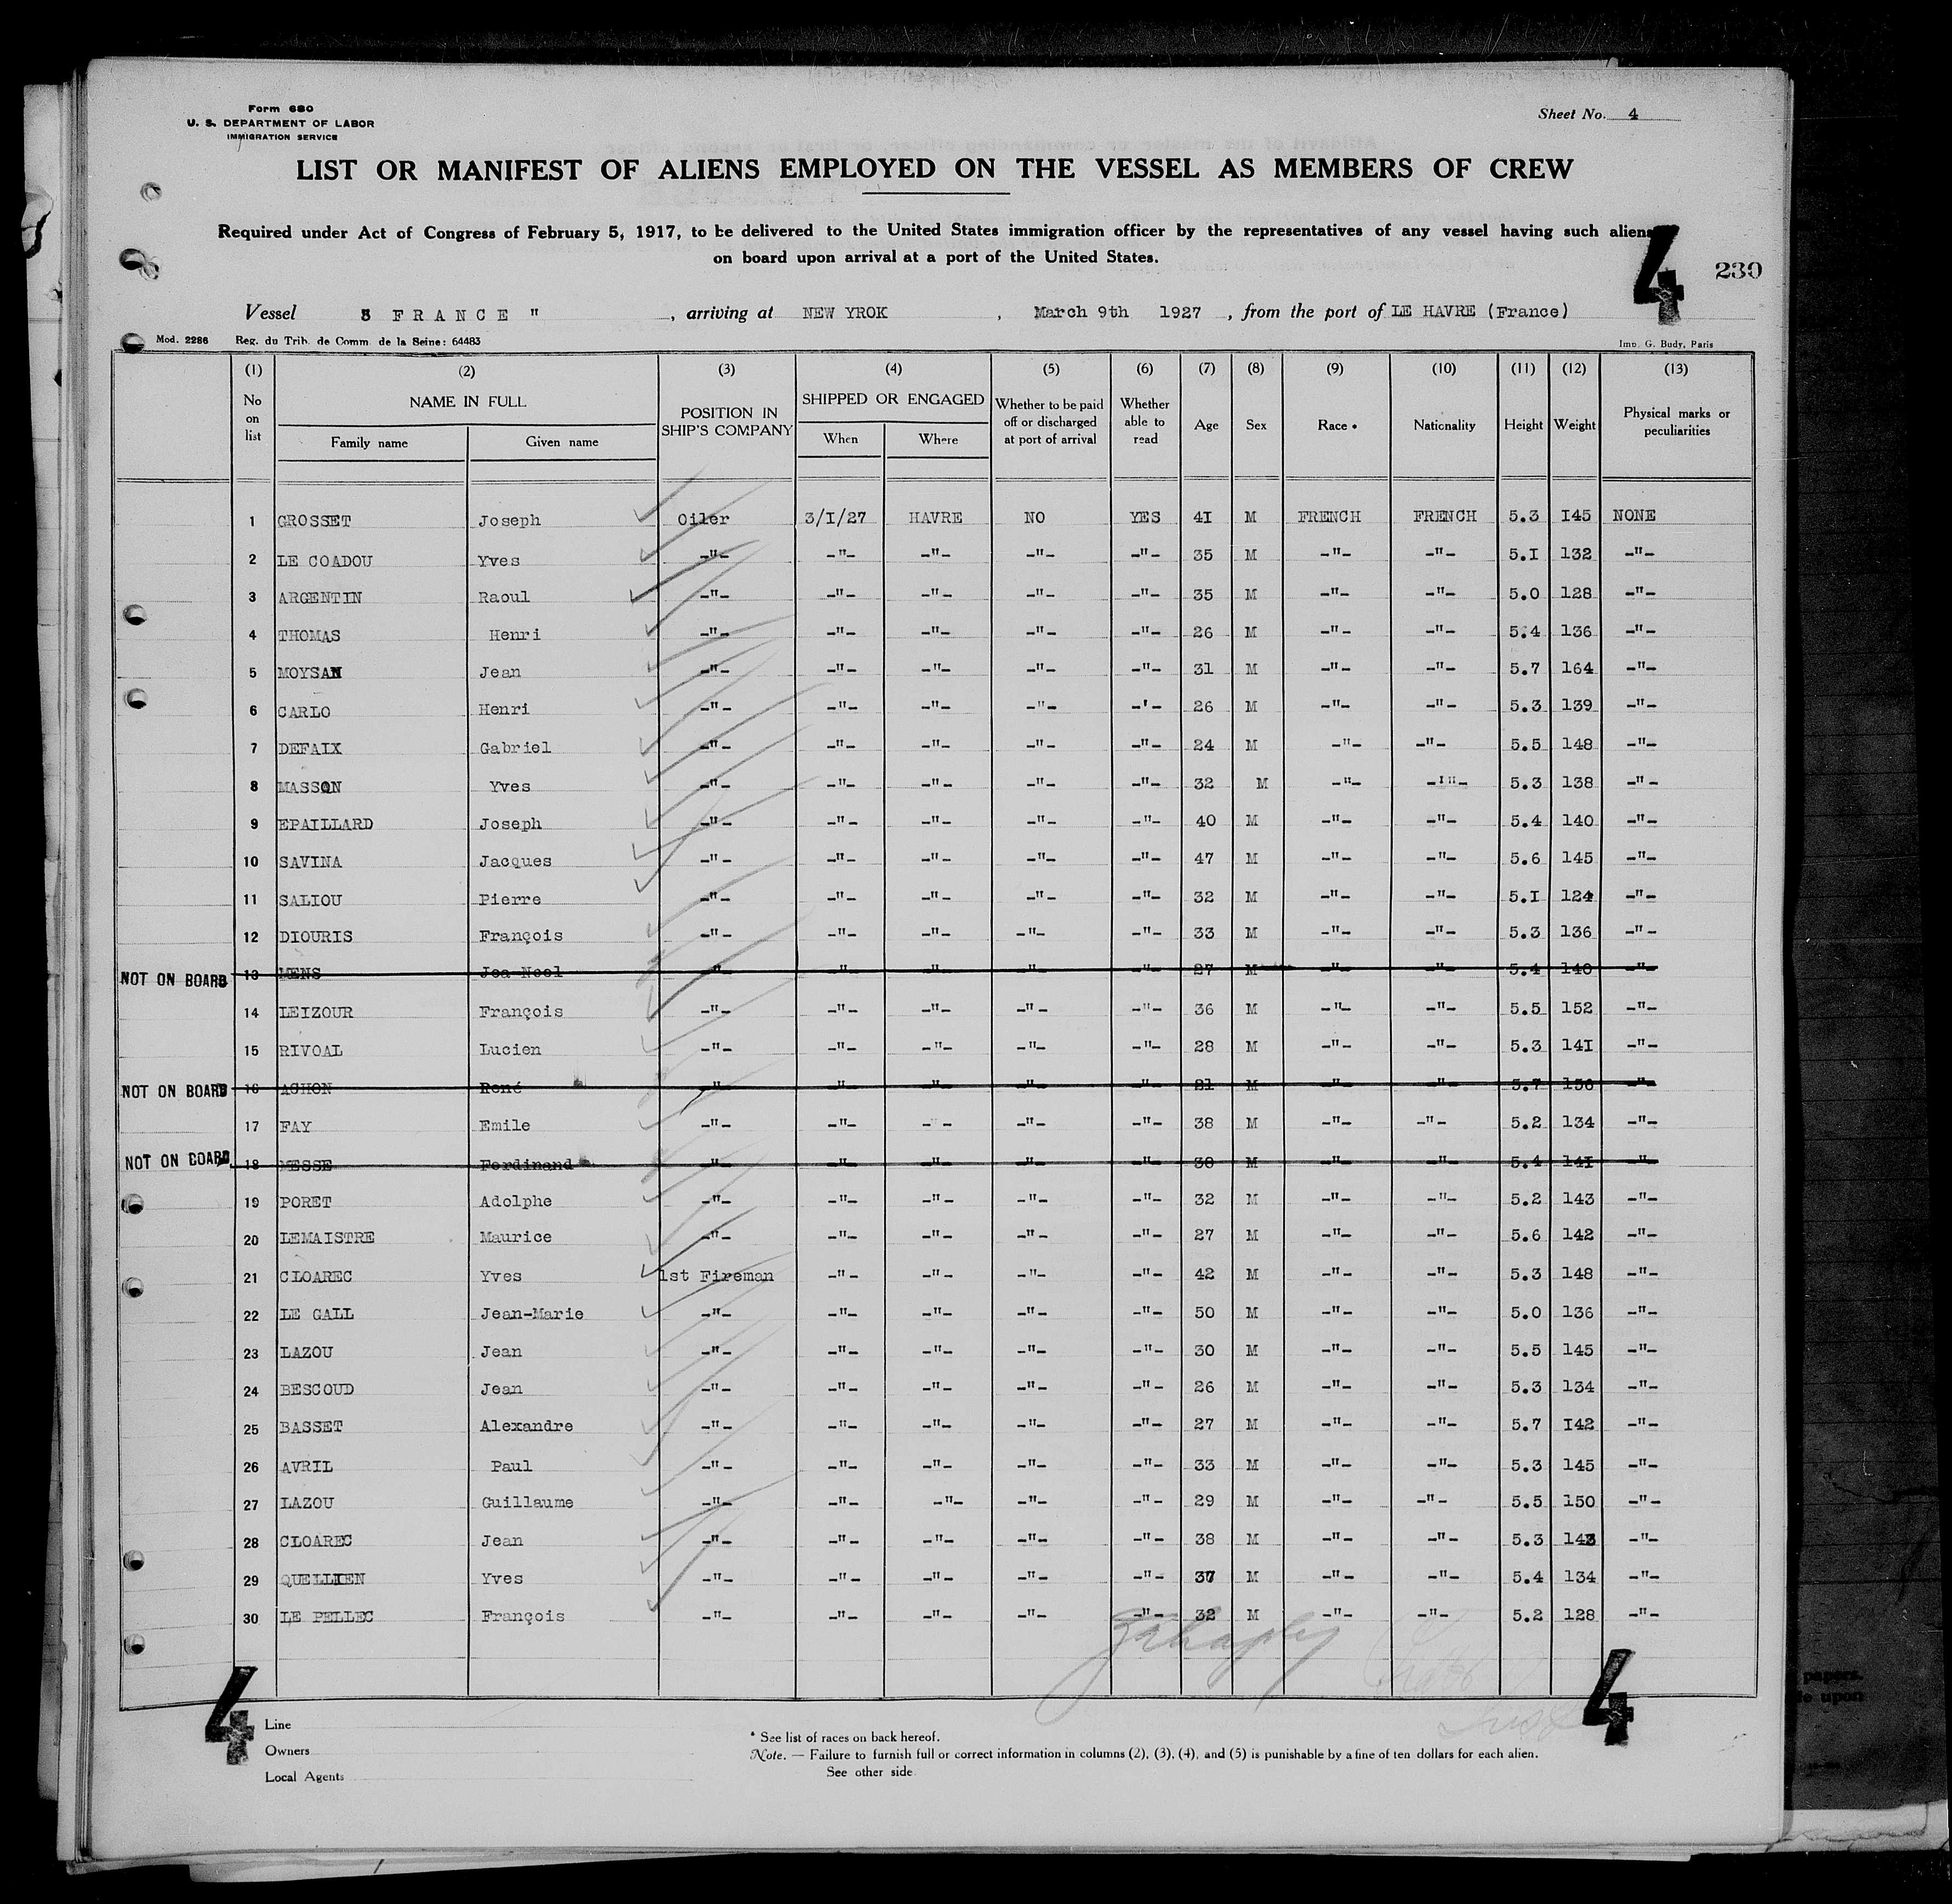 Form 680
U. S. DEPARTMENT OF LABOR
IMMIGRATION SERVICE
Sheet No. 4
LIST OR MANIFEST OF ALIENS EMPLOYED ON THE VESSEL AS MEMBERS OF CREW
Required under Act of Congress of February 5, 1917, to be delivered to the United States immigration officer by the representatives of any vessel having such aliens
on board upon arrival at a port of the United States.
4 230
Vessel 5 F R A N C E " , arriving at NEW YROK , March 9th 1927 , from the port of LE HAVRE (France)
Mod. 2286 Reg. du Trib. de Comm. de la Seine: 64483 Imp. G. Budy, Paris
(1) (2) (3) (4) (5) (6) (7) (8) (9) (10) (11) (12) (13)
No on list NAME IN FULL Family name Given name POSITION IN SHIP'S COMPANY SHIPPED OR ENGAGED When Where Whether to be paid off or discharged at port of arrival Whether able to read Age Sex Race * Nationality Height Weight Physical marks or peculiarities
1 GROSSET Joseph Oiler 3/I/27 HAVRE NO YES 4I M FRENCH FRENCH 5.3 I45 NONE
2 LE COADOU Yves -"- -"- -"- -"- -"- 35 M -"- -"- 5.I 132 -"-
3 ARGENTIN Raoul -"- -"- -"- -"- -"- 35 M -"- -"- 5.0 128 -"-
4 THOMAS Henri -"- -"- -"- -"- -"- 26 M -"- -"- 5.4 136 -"-
5 MOYSAN Jean -"- -"- -"- -"- -"- 31 M -"- -"- 5.7 164 -"-
6 CARLO Henri -"- -"- -"- -"- -'- 26 M -"- -"- 5.3 139 -"-
7 DEFAIX Gabriel -"- -"- -"- -"- -"- 24 M -"- -"- 5.5 148 -"-
8 MASSON Yves -"- -"- -"- -"- -"- 32 M -"- -"- 5.3 138 -"-
9 EPAILLARD Joseph -"- -"- -"- -"- -"- 40 M -"- -"- 5.4 140 -"-
10 SAVINA Jacques -"- -"- -"- -"- -"- 47 M -"- -"- 5.6 145 -"-
11 SALIOU Pierre -"- -"- -"- -"- -"- 32 M -"- -"- 5.I 124 -"-
12 DIOURIS François -"- -"- -"- -"- -"- 33 M -"- -"- 5.3 136 -"-
NOT ON BOARD 13 MENS Jea-Noel -"- -"- -"- -"- -"- 27 M -"- -"- 5.4 140 -"-
14 LEIZOUR François -"- -"- -"- -"- -"- 36 M -"- -"- 5.5 152 -"-
15 RIVOAL Lucien -"- -"- -"- -"- -"- 28 M -"- -"- 5.3 14I -"-
NOT ON BOARD 16 ACHON René -"- -"- -"- -"- -"- 21 M -"- -"- 5.7 156 -"-
17 FAY Emile -"- -"- -"- -"- -"- 38 M -"- -"- 5.2 134 -"-
NOT ON BOARD 18 MESSE Ferdinand -"- -"- -"- -"- -"- 30 M -"- -"- 5.4 14I -"-
19 PORET Adolphe -"- -"- -"- -"- -"- 32 M -"- -"- 5.2 143 -"-
20 LEMAISTRE Maurice -"- -"- -"- -"- -"- 27 M -"- -"- 5.6 142 -"-
21 CLOAREC Yves 1st Fireman -"- -"- -"- -"- 42 M -"- -"- 5.3 148 -"-
22 LE GALL Jean-Marie -"- -"- -"- -"- -"- 50 M -"- -"- 5.0 136 -"-
23 LAZOU Jean -"- -"- -"- -"- -"- 30 M -"- -"- 5.5 145 -"-
24 BESCOUD Jean -"- -"- -"- -"- -"- 26 M -"- -"- 5.3 134 -"-
25 BASSET Alexandre -"- -"- -"- -"- -"- 27 M -"- -"- 5.7 I42 -"-
26 AVRIL Paul -"- -"- -"- -"- -"- 33 M -"- -"- 5.3 145 -"-
27 LAZOU Guillaume -"- -"- -"- -"- -"- 29 M -"- -"- 5.5 150 -"-
28 CLOAREC Jean -"- -"- -"- -"- -"- 38 M -"- -"- 5.3 143 -"-
29 QUELLIEN Yves -"- -"- -"- -"- -"- 37 M -"- -"- 5.4 134 -"-
30 LE PELLEC François -"- -"- -"- -"- -"- 32 M -"- -"- 5.2 128 -"-
4 4
Line
Owners
Local Agents
* See list of races on back hereof.
Note. — Failure to furnish full or correct information in columns (2), (3), (4), and (5) is punishable by a fine of ten dollars for each alien.
See other side
papers.
upon